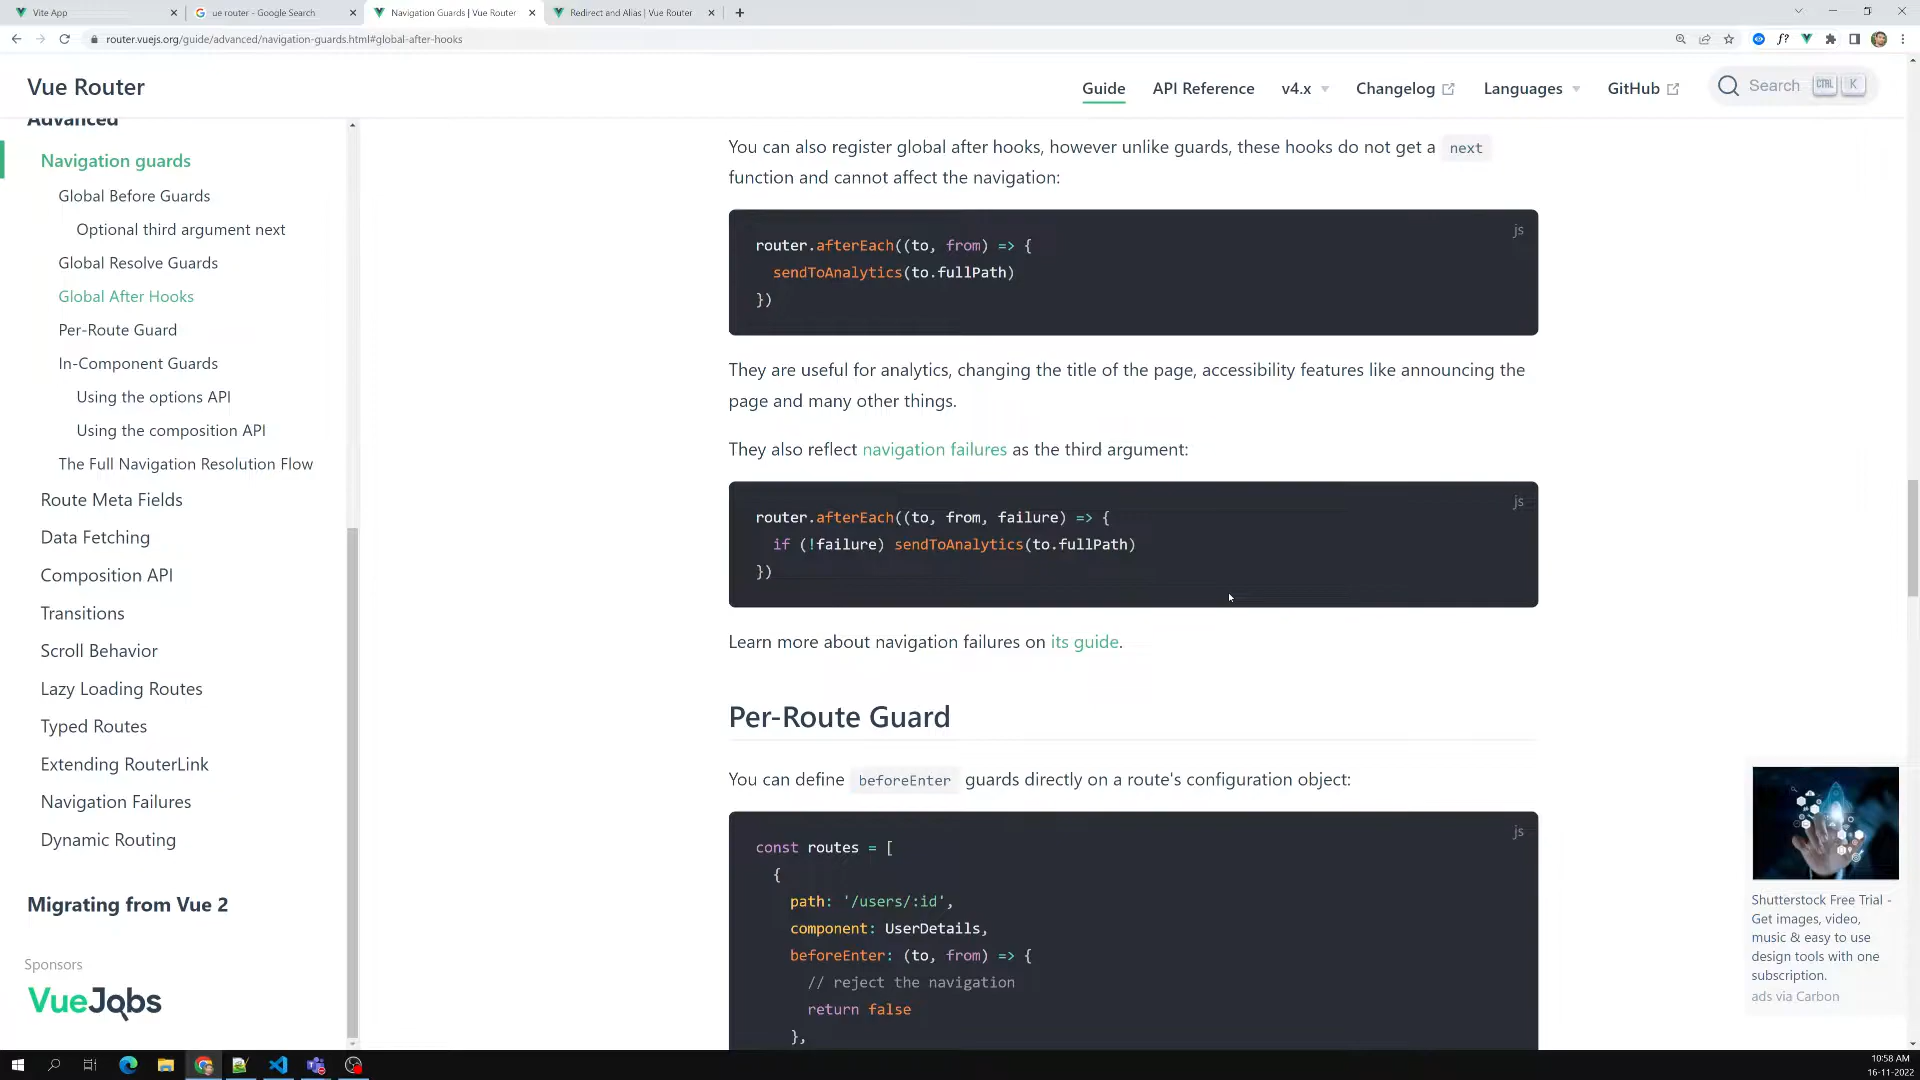 Vite App
ue router - Google Search
Navigation Guards | Vue Router
Redirect and Alias | Vue Router
router.vuejs.org/guide/advanced/navigation-guards.html#global-after-hooks
f?
Vue Router
Guide
API Reference
v4.x
Changelog
Languages
GitHub
Search
CTRL
K
Advanced
Navigation guards
Global Before Guards
Optional third argument next
Global Resolve Guards
Global After Hooks
Per-Route Guard
In-Component Guards
Using the options API
Using the composition API
The Full Navigation Resolution Flow
Route Meta Fields
Data Fetching
Composition API
Transitions
Scroll Behavior
Lazy Loading Routes
Typed Routes
Extending RouterLink
Navigation Failures
Dynamic Routing
Migrating from Vue 2
Sponsors
VueJobs
You can also register global after hooks, however unlike guards, these hooks do not get a next
function and cannot affect the navigation:
js
router.afterEach((to, from) => {
sendToAnalytics(to.fullPath)
})
They are useful for analytics, changing the title of the page, accessibility features like announcing the
page and many other things.
They also reflect navigation failures as the third argument:
js
router.afterEach((to, from, failure) => {
if (!failure) sendToAnalytics(to.fullPath)
})
Learn more about navigation failures on its guide.
Per-Route Guard
You can define beforeEnter guards directly on a route's configuration object:
js
const routes = [
{
path: '/users/:id',
component: UserDetails,
beforeEnter: (to, from) => {
// reject the navigation
return false
},
Shutterstock Free Trial -
Get images, video,
music & easy to use
design tools with one
subscription.
ads via Carbon
10:58 AM
16-11-2022